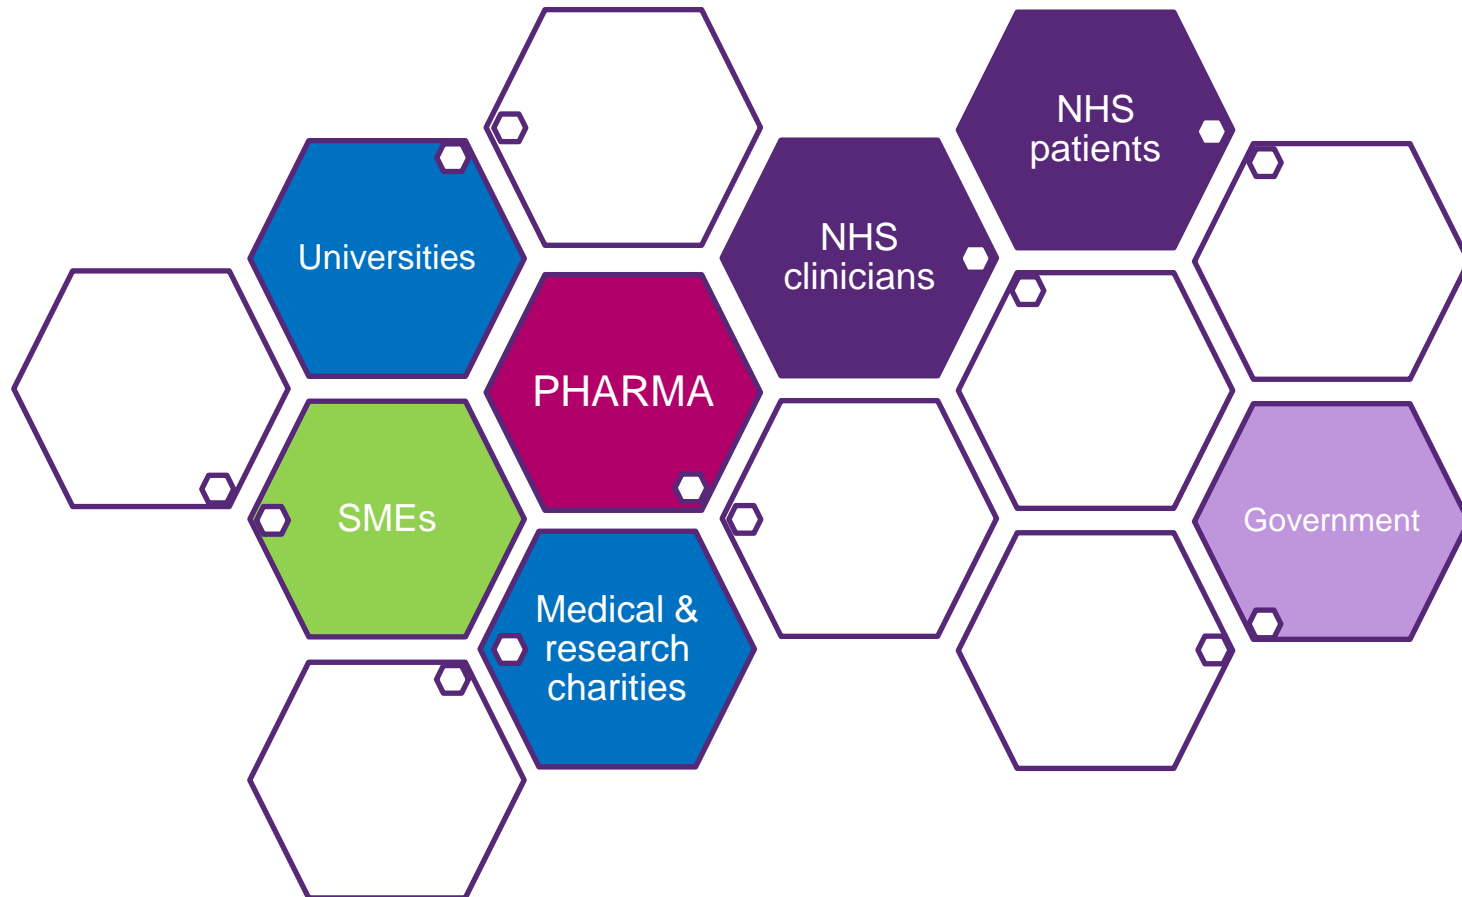 NHS
patients
Universities
NHS
clinicians
PHARMA
SMEs
Government
Medical &
research
charities